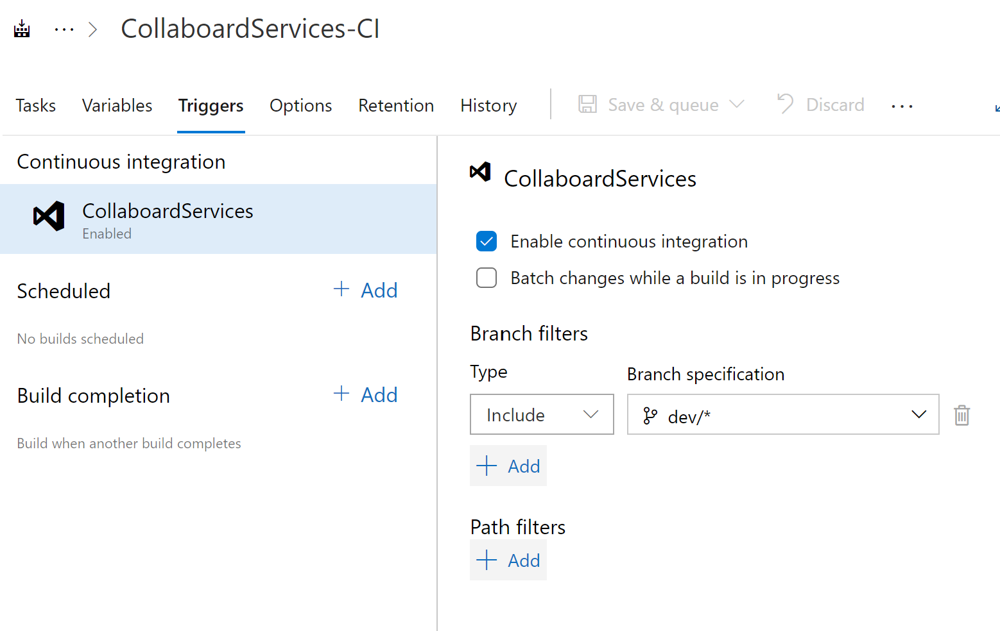 ... CollaboardServices-CI
Tasks Variables Triggers Options Retention History Save & queue Discard ...
Continuous integration
CollaboardServices
Enabled
Scheduled
+ Add
No builds scheduled
Build completion
+ Add
Build when another build completes
CollaboardServices
Enable continuous integration
Batch changes while a build is in progress
Branch filters
Type Branch specification
Include dev/*
+ Add
Path filters
+ Add